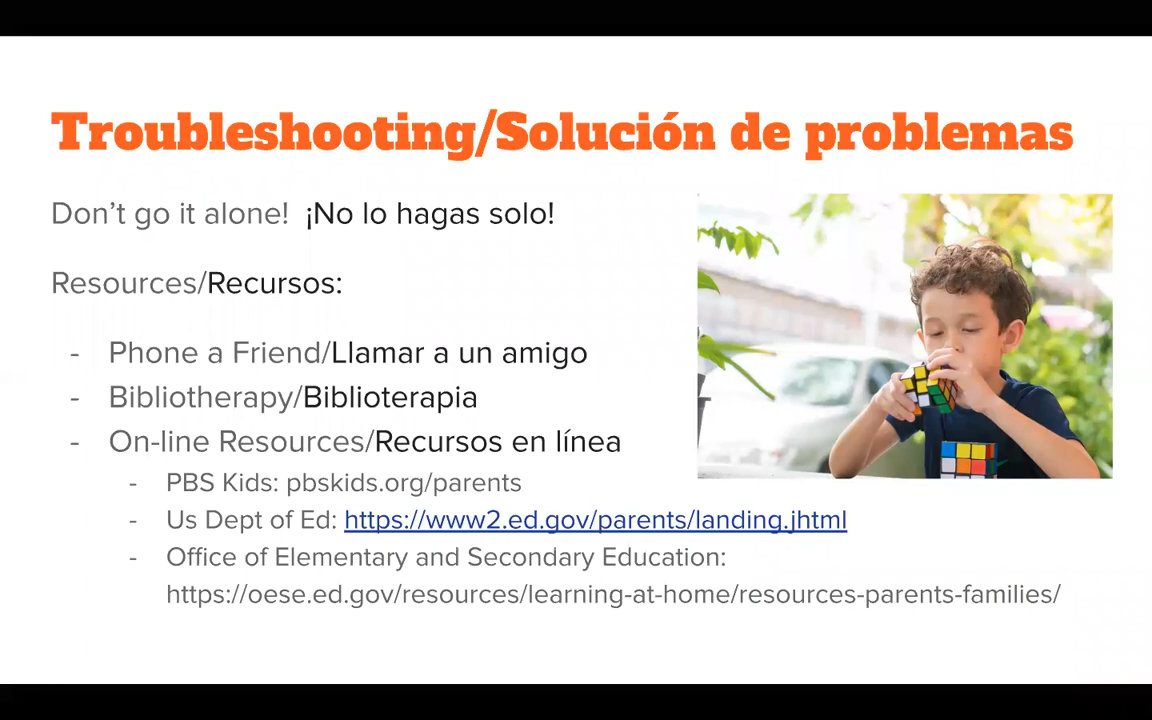 Troubleshooting/Solución de problemas
Don’t go it alone!  ¡No lo hagas solo!
Resources/Recursos:
- Phone a Friend/Llamar a un amigo
- Bibliotherapy/Biblioterapia
- On-line Resources/Recursos en línea
- PBS Kids: pbskids.org/parents
- Us Dept of Ed: https://www2.ed.gov/parents/landing.jhtml
- Office of Elementary and Secondary Education:
https://oese.ed.gov/resources/learning-at-home/resources-parents-families/